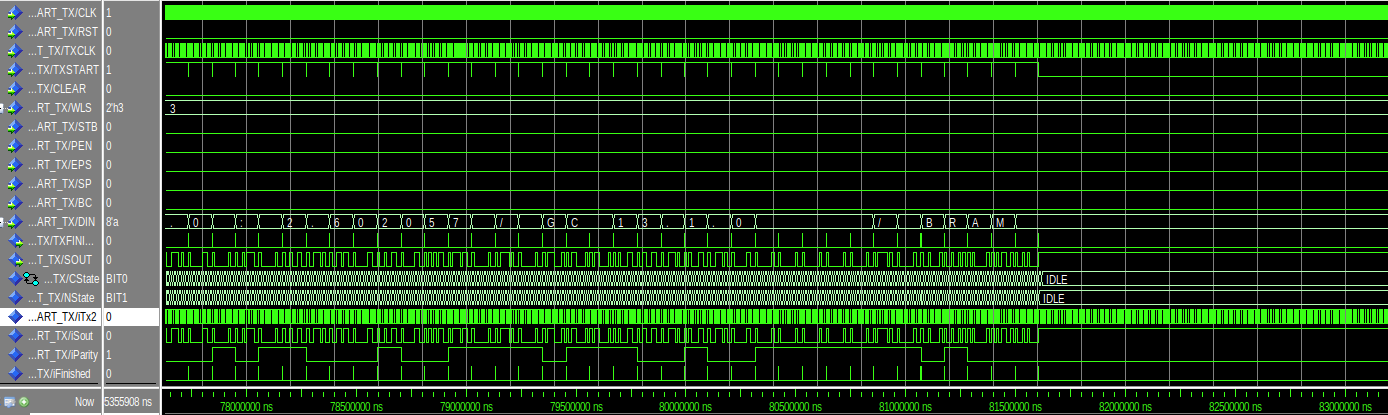 ...ART_TX/CLK 1
...ART_TX/RST 0
...T_TX/TXCLK 0
...TX/TXSTART 1
...TX/CLEAR 0
...RT_TX/WLS 2'h3 3
...ART_TX/STB 0
...RT_TX/PEN 0
...RT_TX/EPS 0
...ART_TX/SP 0
...ART_TX/BC 0
...ART_TX/DIN 8'a . 0 : 2 . 6 0 2 0 5 7 / G C 1 3 . 1 . 0 / B R A M
...TX/TXFINI... 0
...T_TX/SOUT 0
...TX/CState BIT0 IDLE
...T_TX/NState BIT1 IDLE
...ART_TX/iTx2 0
...RT_TX/iSout 0
...RT_TX/iParity 1
...TX/iFinished 0
Now 5355908 ns 78000000 ns 78500000 ns 79000000 ns 79500000 ns 80000000 ns 80500000 ns 81000000 ns 81500000 ns 82000000 ns 82500000 ns 83000000 ns